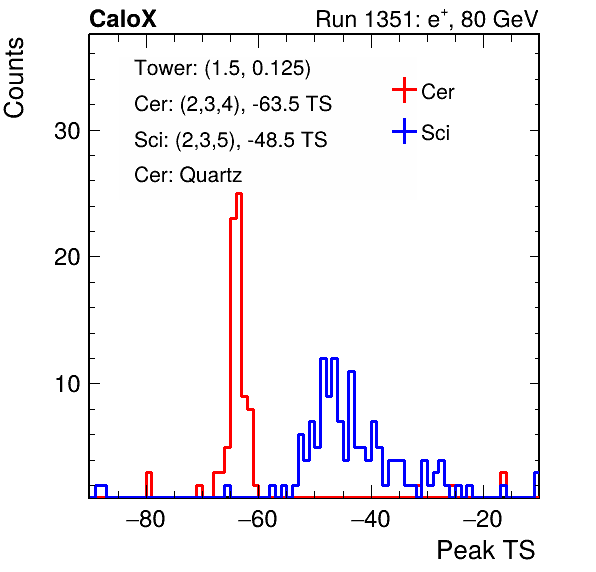 CaloX Run 1351: e⁺, 80 GeV
Counts
Tower: (1.5, 0.125)
Cer: (2,3,4), -63.5 TS
Sci: (2,3,5), -48.5 TS
Cer: Quartz
Cer
Sci
30
20
10
−80 −60 −40 −20
Peak TS